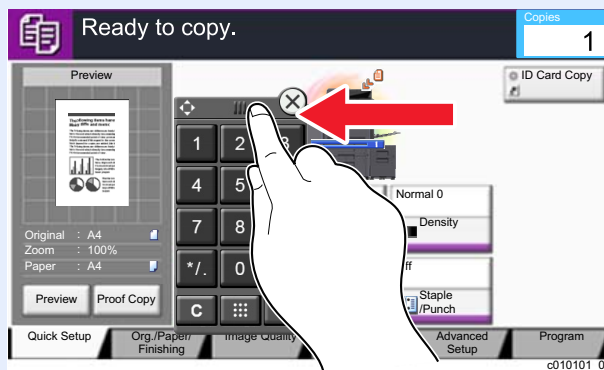 Ready to copy.
Copies
1
Preview
ID Card Copy
1
2
3
4
5
7
8
*/.
0
C
Original : A4
Zoom : 100%
Paper : A4
Normal 0
Density
ff
Staple
/Punch
Preview
Proof Copy
Quick Setup
Org./Paper/
Finishing
Image Quality
Advanced
Setup
Program
c010101_0